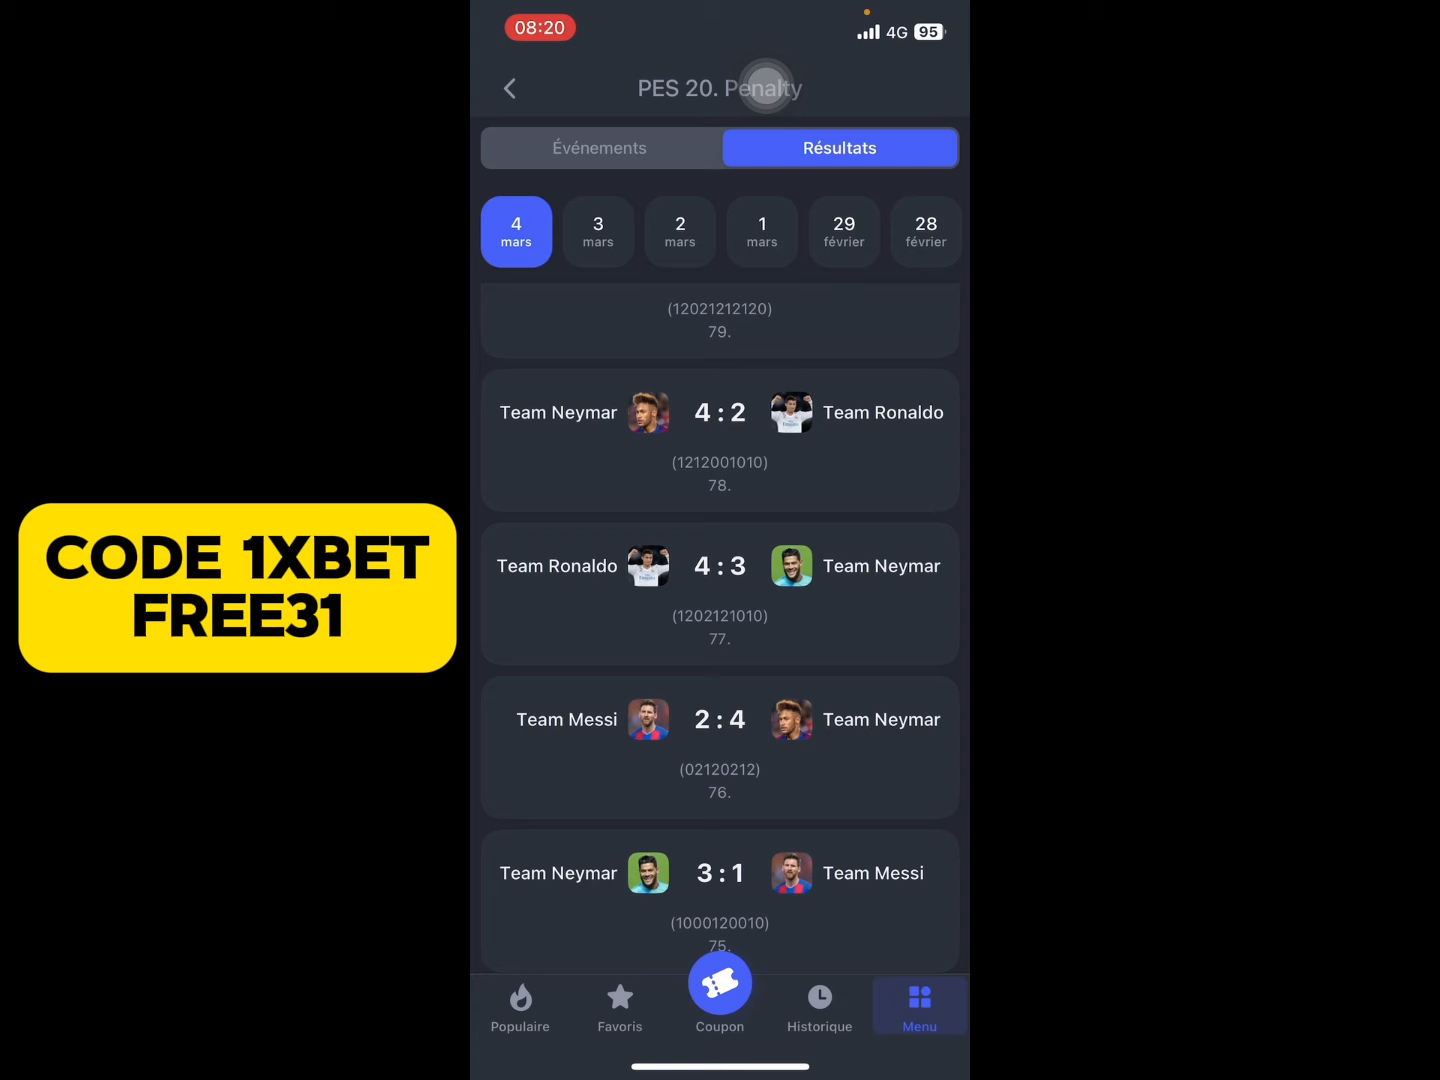 08:20
4G 95
PES 20. Penalty
Événements
Résultats
4 3 2 1 29 28
mars mars mars mars février février
(12021212120)
79.
Team Neymar 4 : 2 Team Ronaldo
(1212001010)
78.
Team Ronaldo 4 : 3 Team Neymar
(1202121010)
77.
Team Messi 2 : 4 Team Neymar
(02120212)
76.
Team Neymar 3 : 1 Team Messi
(1000120010)
75.
Populaire Favoris Coupon Historique Menu
CODE 1XBET
FREE31